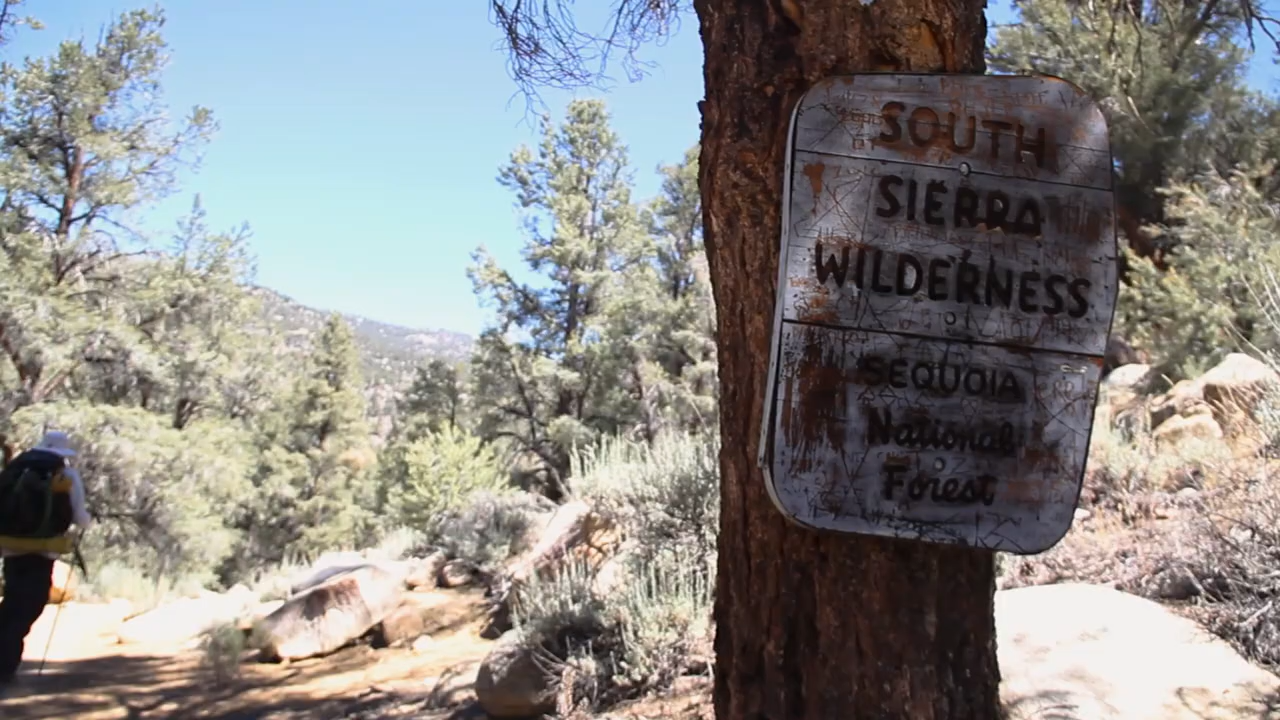 SOUTH
SIERRA
WILDERNESS
SEQUOIA
National
Forest